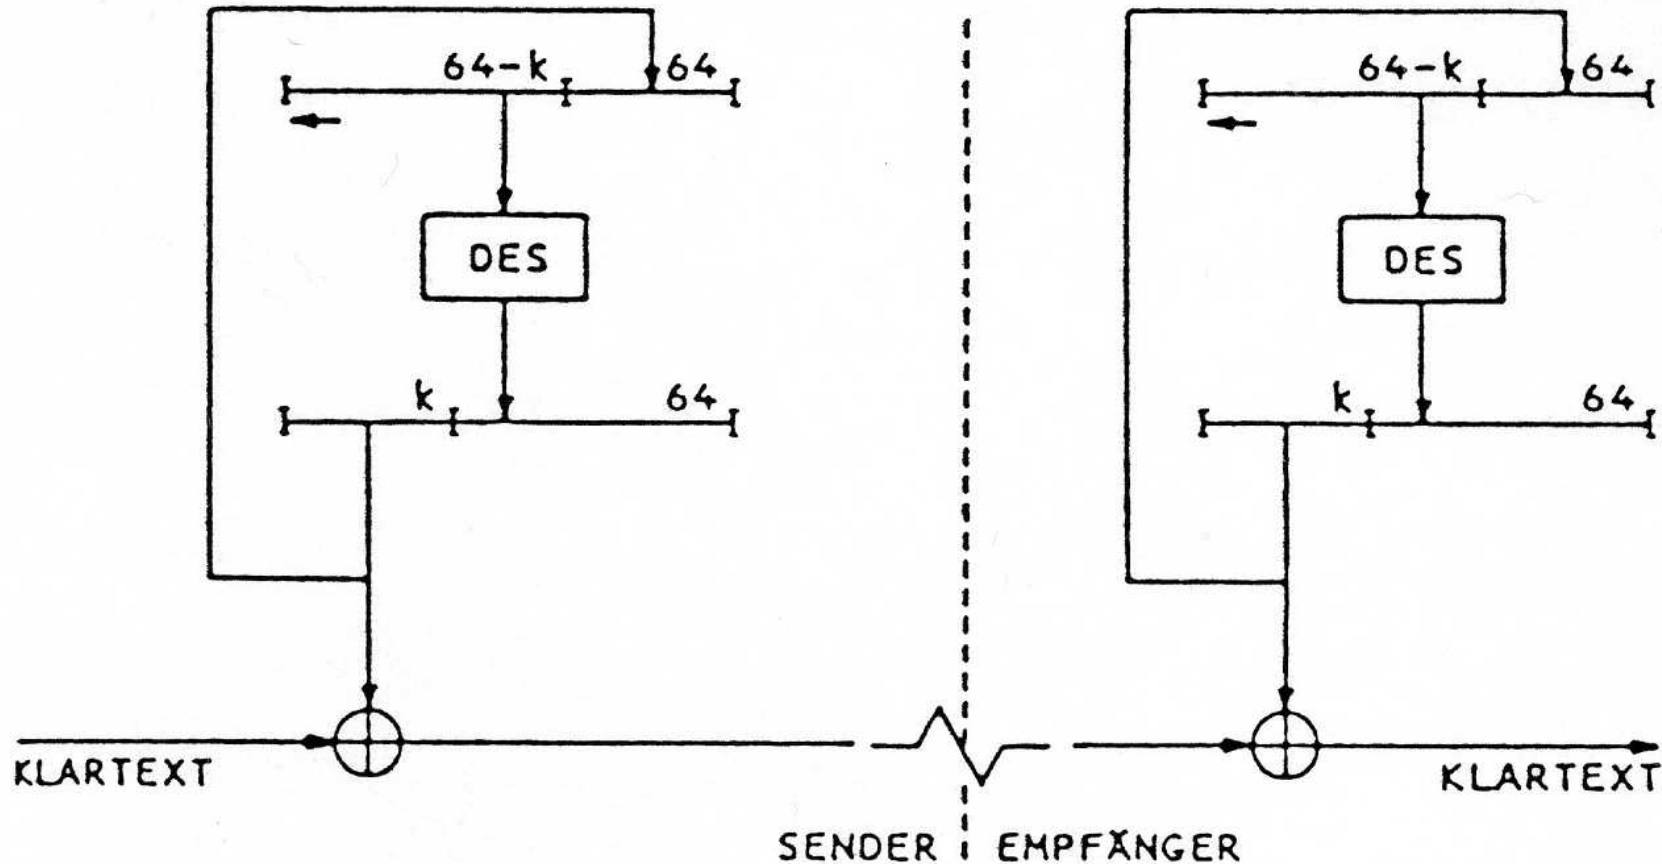 64-k 64
64-k 64
DES
DES
k 64
k 64
KLARTEXT
KLARTEXT
SENDER
EMPFÄNGER